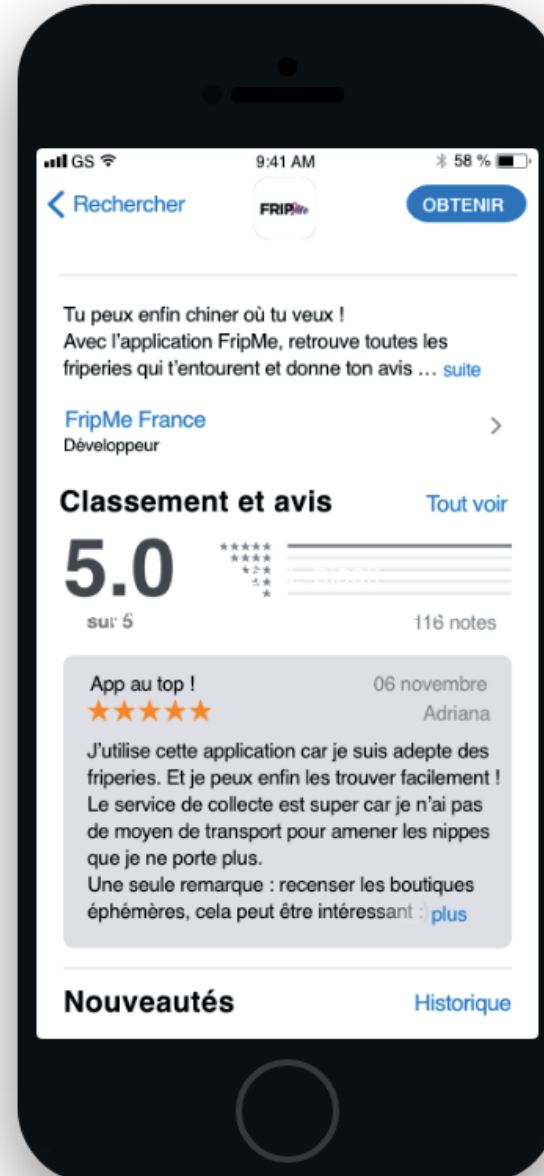 GS 9:41 AM 58 %
Rechercher FRIPMe OBTENIR
Tu peux enfin chiner où tu veux !
Avec l'application FripMe, retrouve toutes les
friperies qui t'entourent et donne ton avis ... suite
FripMe France
Développeur
Classement et avis Tout voir
5.0
sur 5 116 notes
App au top ! 06 novembre
Adriana
J'utilise cette application car je suis adepte des
friperies. Et je peux enfin les trouver facilement !
Le service de collecte est super car je n'ai pas
de moyen de transport pour amener les nippes
que je ne porte plus.
Une seule remarque : recenser les boutiques
éphémères, cela peut être intéressant :) plus
Nouveautés Historique